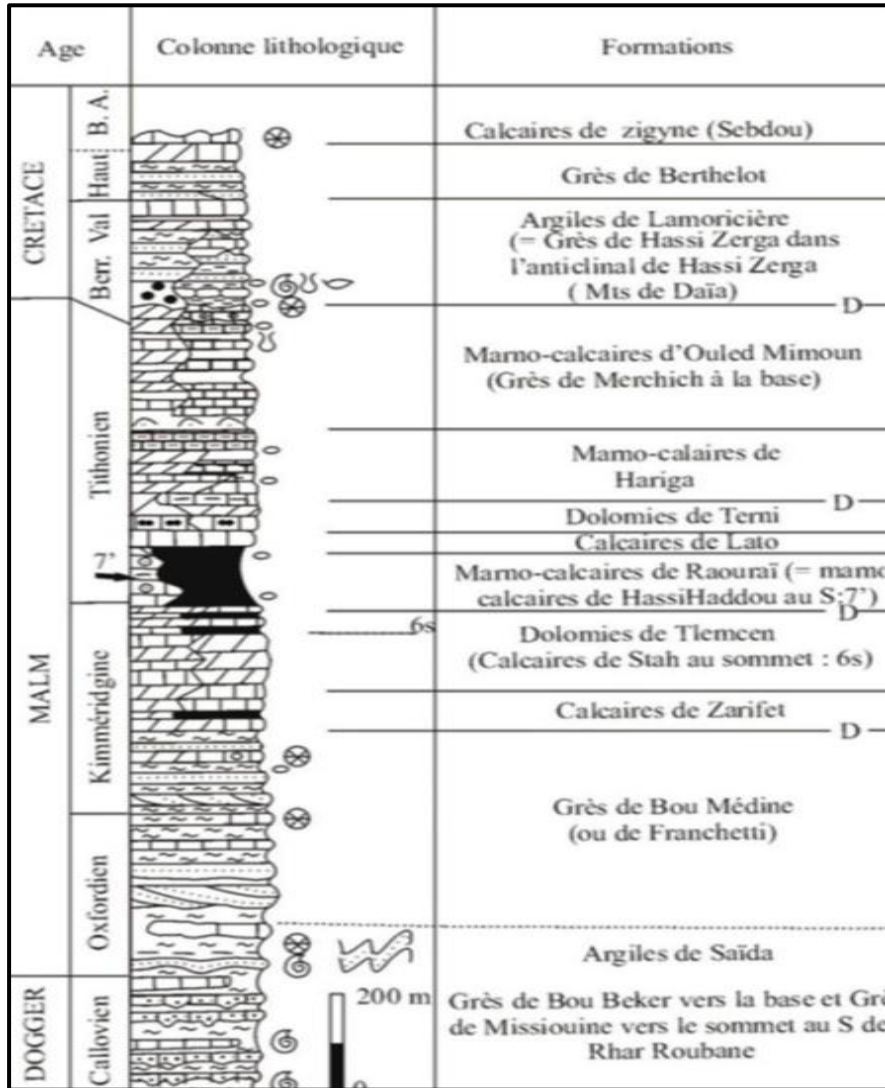 Age
Colonne lithologique
Formations
CRETACE
B. A.
Haut
Val
Berr.
MALM
Tithonien
7'
Kimméridgine
Oxfordien
DOGGER
Callovien
6s
200 m
0
Calcaires de zigyne (Sebdou)
Grès de Berthelot
Argiles de Lamoricière
(= Grès de Hassi Zerga dans
l'anticlinal de Hassi Zerga
( Mts de Daïa)
D
Marno-calcaires d'Ouled Mimoun
(Grès de Merchich à la base)
Mamo-calaires de
Hariga
D
Dolomies de Terni
Calcaires de Lato
Marno-calcaires de Raouraï (= mamo
calcaires de HassiHaddou au S:7')
D
Dolomies de Tlemcen
(Calcaires de Stah au sommet : 6s)
Calcaires de Zarifet
D
Grès de Bou Médine
(ou de Franchetti)
Argiles de Saïda
Grès de Bou Beker vers la base et Grè
de Missiouine vers le sommet au S de
Rhar Roubane